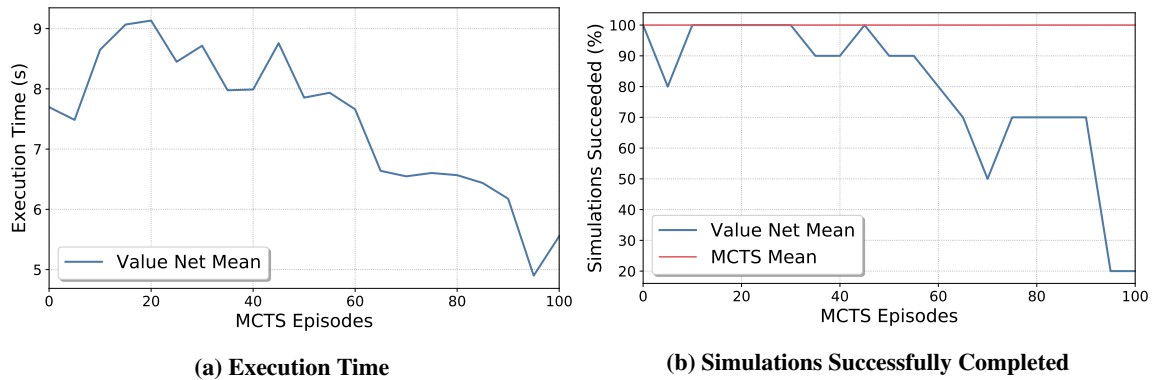 9
8
7
6
5
Execution Time (s)
Value Net Mean
0 20 40 60 80 100
MCTS Episodes
(a) Execution Time
100
90
80
70
60
50
40
30
20
Simulations Succeeded (%)
Value Net Mean
MCTS Mean
0 20 40 60 80 100
MCTS Episodes
(b) Simulations Successfully Completed